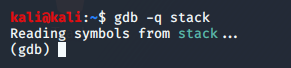 kali@kali:~$ gdb -q stack
Reading symbols from stack...
(gdb)